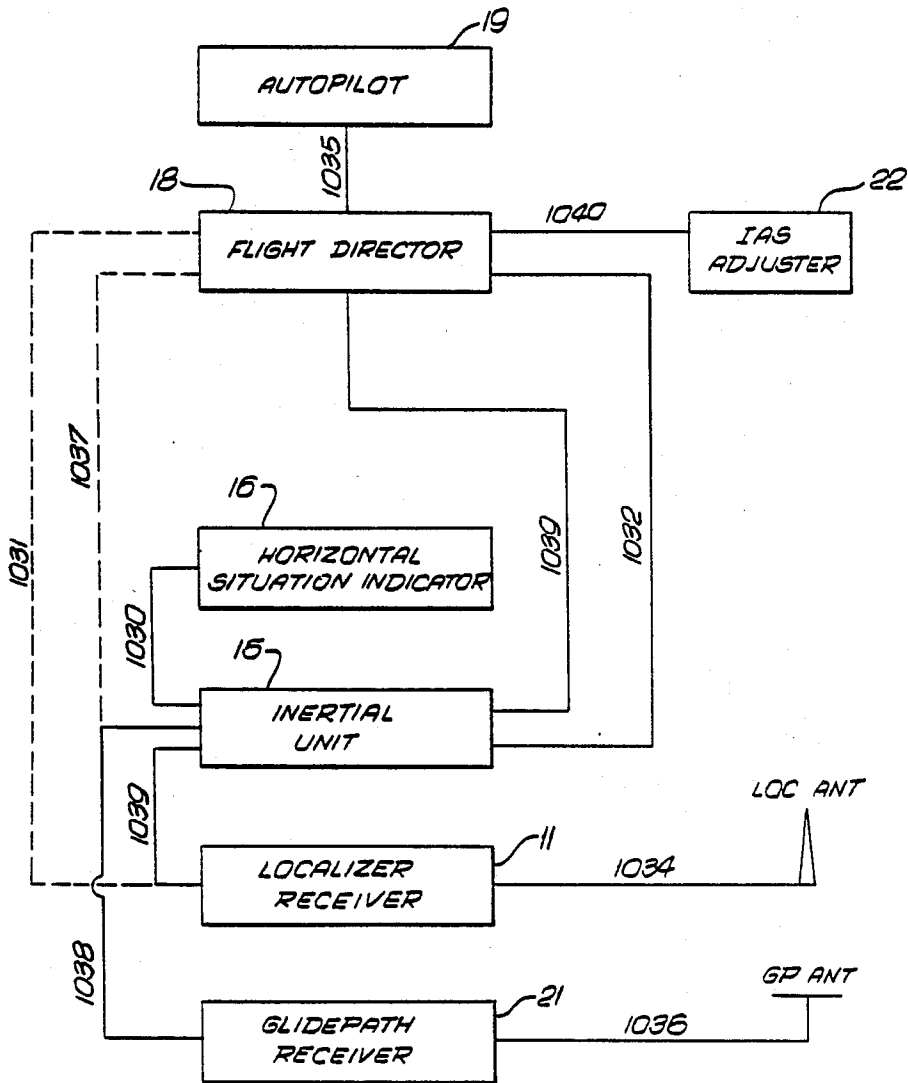 19
AUTOPILOT
1035
18
FLIGHT DIRECTOR
1040
22
IAS
ADJUSTER
1037
1031
16
HORIZONTAL
SITUATION INDICATOR
1039
1032
1030
15
INERTIAL
UNIT
1039
LOC ANT
11
LOCALIZER
RECEIVER
1034
1038
GP ANT
21
GLIDEPATH
RECEIVER
1036